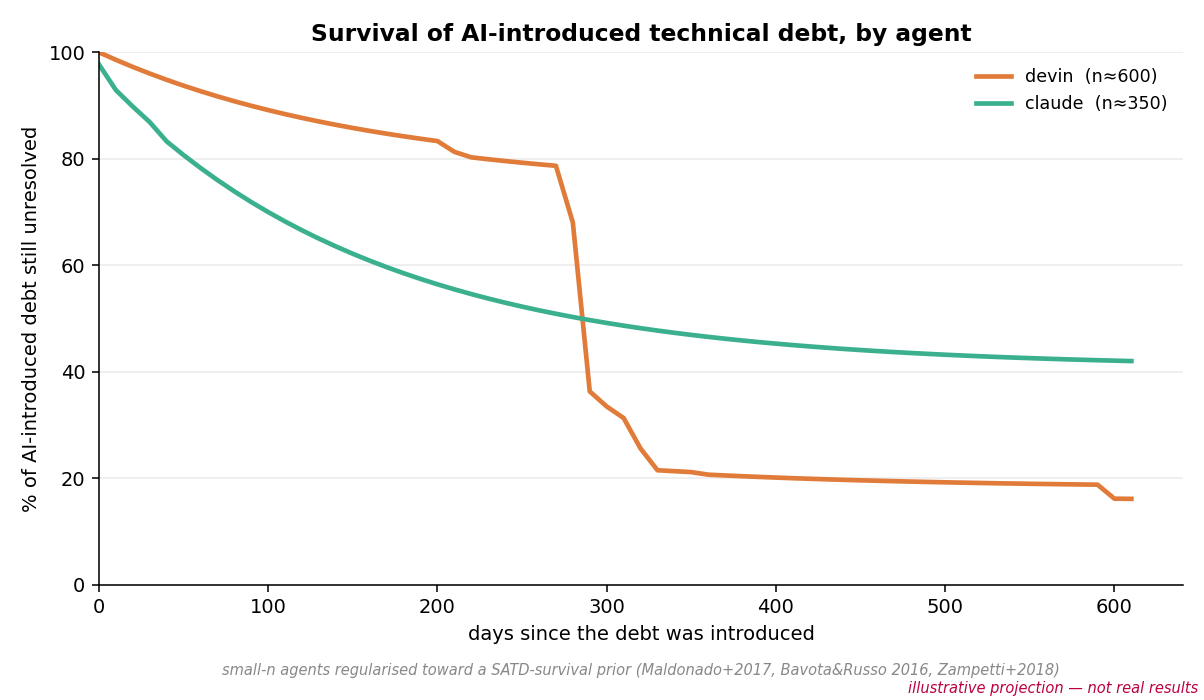 Survival of AI-introduced technical debt, by agent
100
80
60
40
20
0
% of AI-introduced debt still unresolved
devin (n≈600)
claude (n≈350)
0 100 200 300 400 500 600
days since the debt was introduced
small-n agents regularised toward a SATD-survival prior (Maldonado+2017, Bavota&Russo 2016, Zampetti+2018)
illustrative projection — not real results